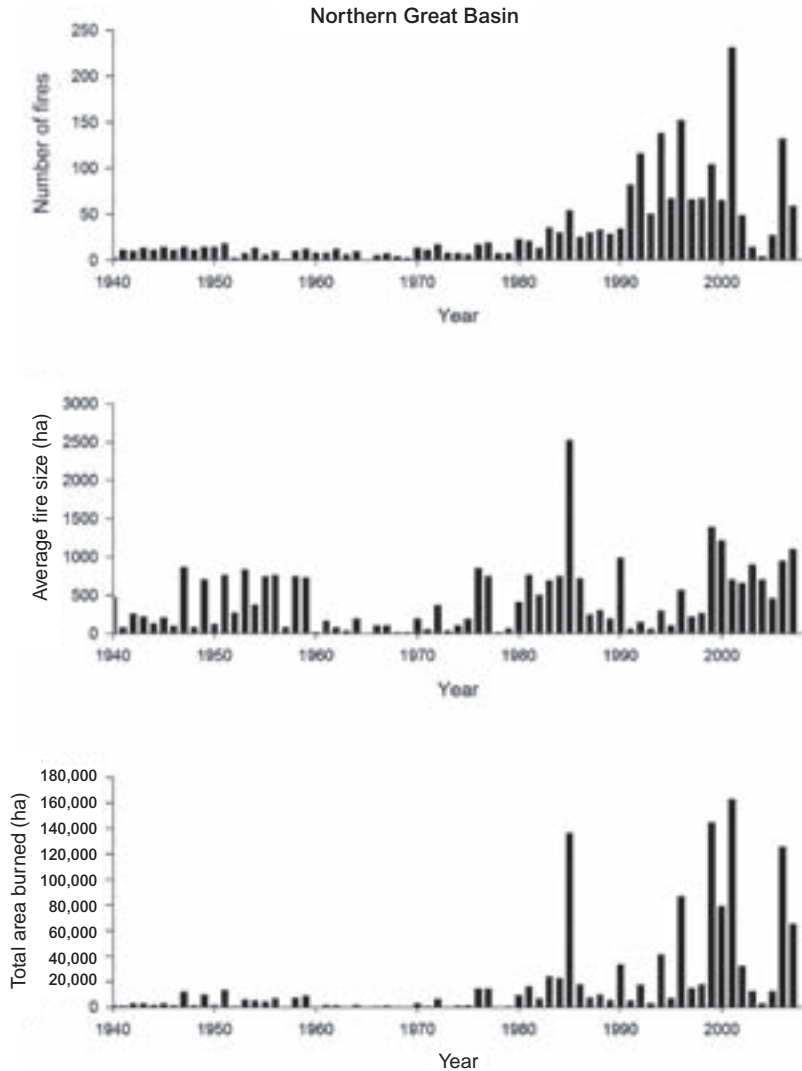 Northern Great Basin
250
200
150
100
50
0
Number of fires
1940 1950 1960 1970 1980 1990 2000
Year
3000
2500
2000
1500
1000
500
0
Average fire size (ha)
1940 1950 1960 1970 1980 1990 2000
Year
180,000
160,000
140,000
120,000
100,000
80,000
60,000
40,000
20,000
0
Total area burned (ha)
1940 1950 1960 1970 1980 1990 2000
Year